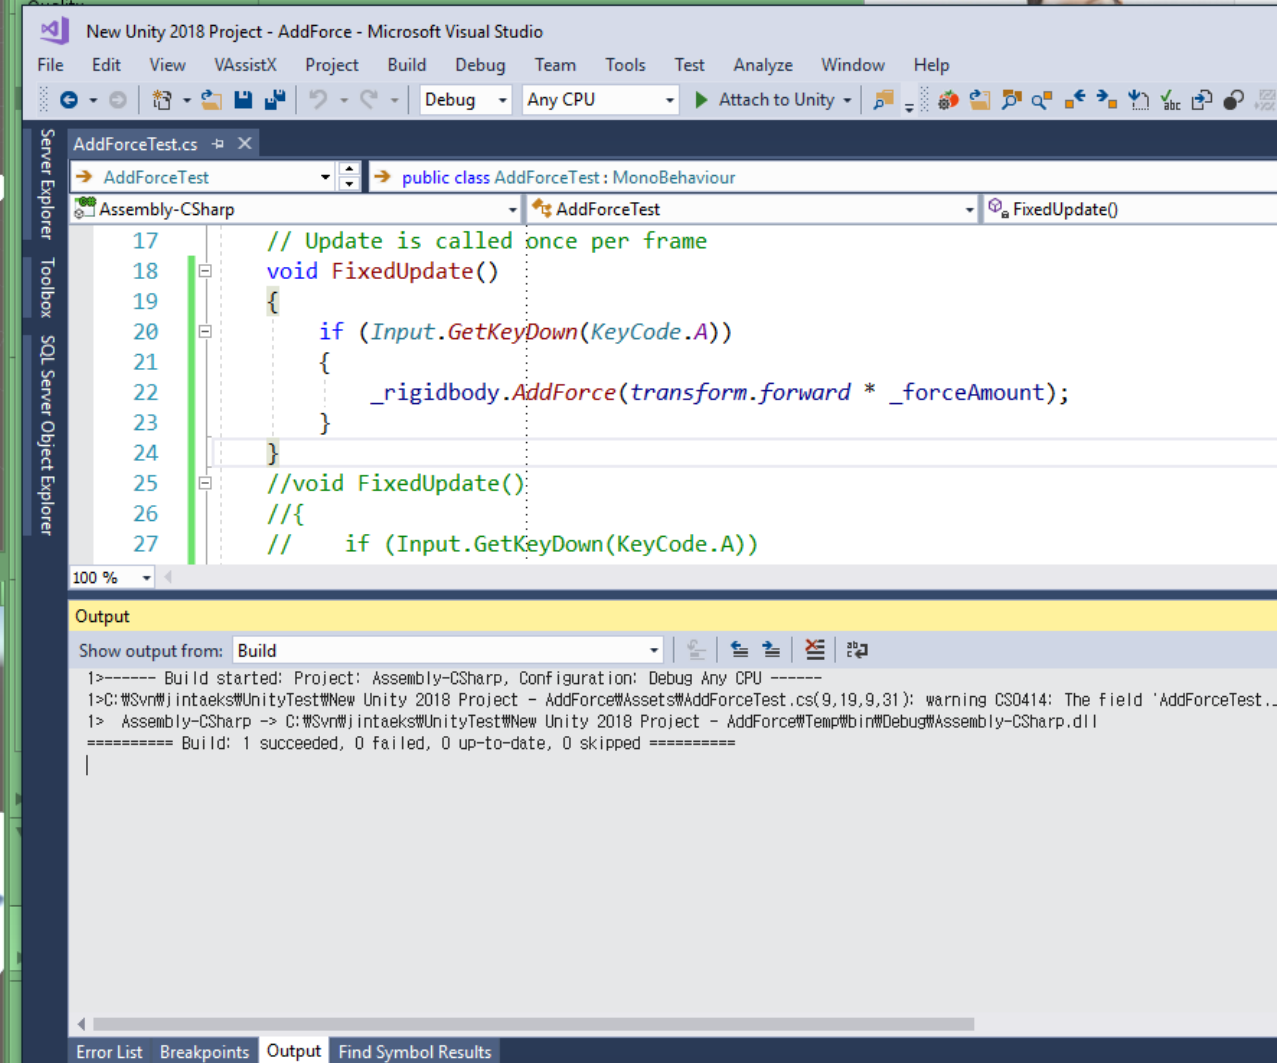 New Unity 2018 Project - AddForce - Microsoft Visual Studio
File Edit View VAssistX Project Build Debug Team Tools Test Analyze Window Help
Debug Any CPU Attach to Unity
Server Explorer
Toolbox
SQL Server Object Explorer
AddForceTest.cs
AddForceTest public class AddForceTest : MonoBehaviour
Assembly-CSharp AddForceTest FixedUpdate()
17 // Update is called once per frame
18 void FixedUpdate()
19 {
20 if (Input.GetKeyDown(KeyCode.A))
21 {
22 _rigidbody.AddForce(transform.forward * _forceAmount);
23 }
24 }
25 //void FixedUpdate()
26 //{
27 // if (Input.GetKeyDown(KeyCode.A))
100 %
Output
Show output from: Build
1>------ Build started: Project: Assembly-CSharp, Configuration: Debug Any CPU ------
1>C:₩Svn₩jintaeks₩UnityTest₩New Unity 2018 Project - AddForce₩Assets₩AddForceTest.cs(9,19,9,31): warning CS0414: The field 'AddForceTest._
1> Assembly-CSharp -> C:₩Svn₩jintaeks₩UnityTest₩New Unity 2018 Project - AddForce₩Temp₩bin₩Debug₩Assembly-CSharp.dll
========== Build: 1 succeeded, 0 failed, 0 up-to-date, 0 skipped ==========
Error List Breakpoints Output Find Symbol Results